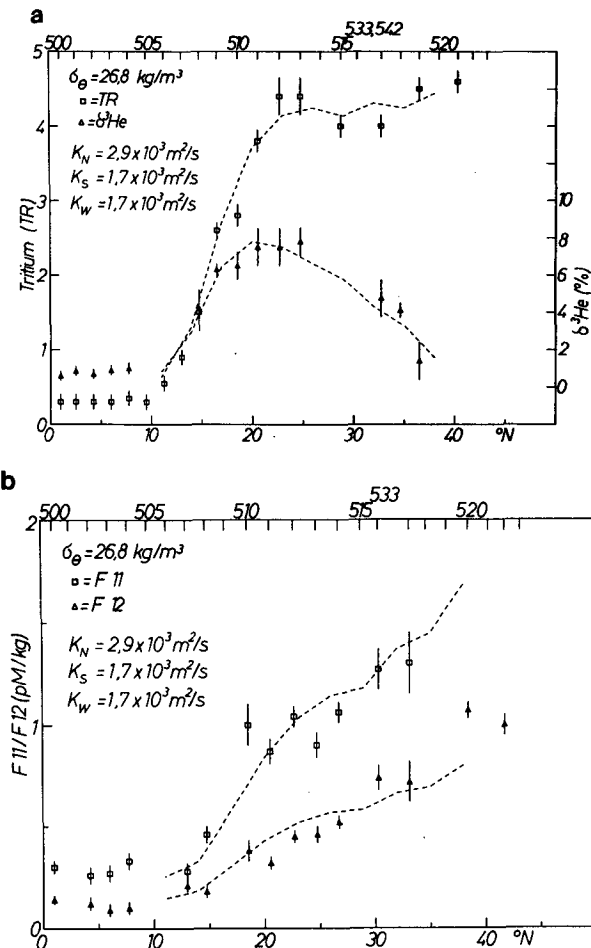 a
533,542
500 505 510 515 520
5
σΘ=26,8 kg/m³
□ =TR
▲ =δ³He
K_N = 2,9 x 10³ m²/s
K_S = 1,7 x 10³ m²/s
K_W = 1,7 x 10³ m²/s
4
3
2
1
0
Tritium (TR)
10
8
6
4
2
0
δ³He (%)
10 20 30 40 °N
b
533
500 505 510 515 520
2
σΘ=26,8 kg/m³
□ = F 11
▲ = F 12
K_N = 2,9 x 10³ m²/s
K_S = 1,7 x 10³ m²/s
K_W = 1,7 x 10³ m²/s
1
0
F 11 / F 12 (pM/kg)
10 20 30 40 °N